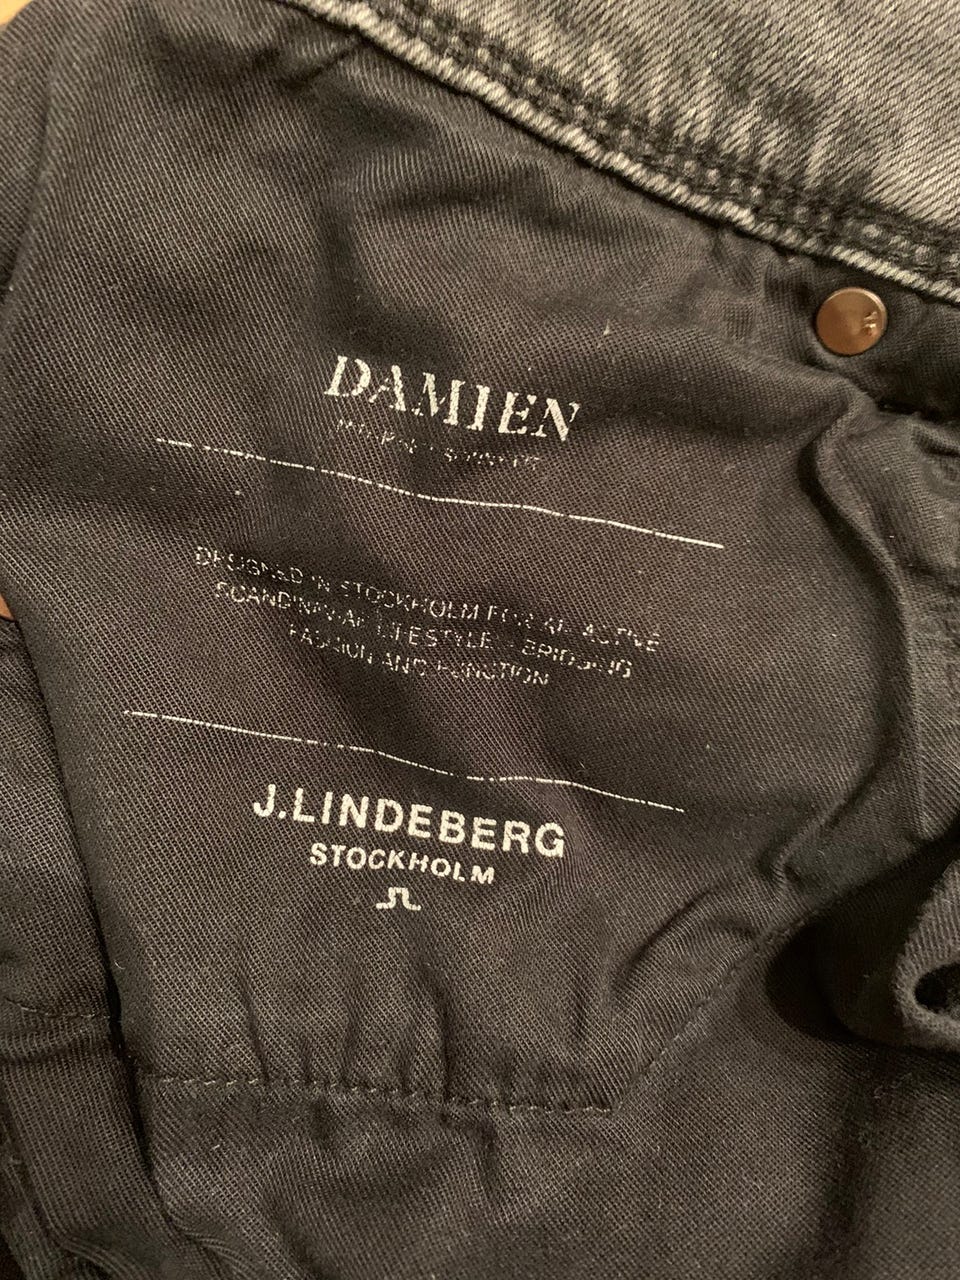 DAMIEN
DESIGNED IN STOCKHOLM FOR AN ACTIVE
SCANDINAVIAN LIFESTYLE - BRIDGING
FASHION AND FUNCTION
J.LINDEBERG
STOCKHOLM